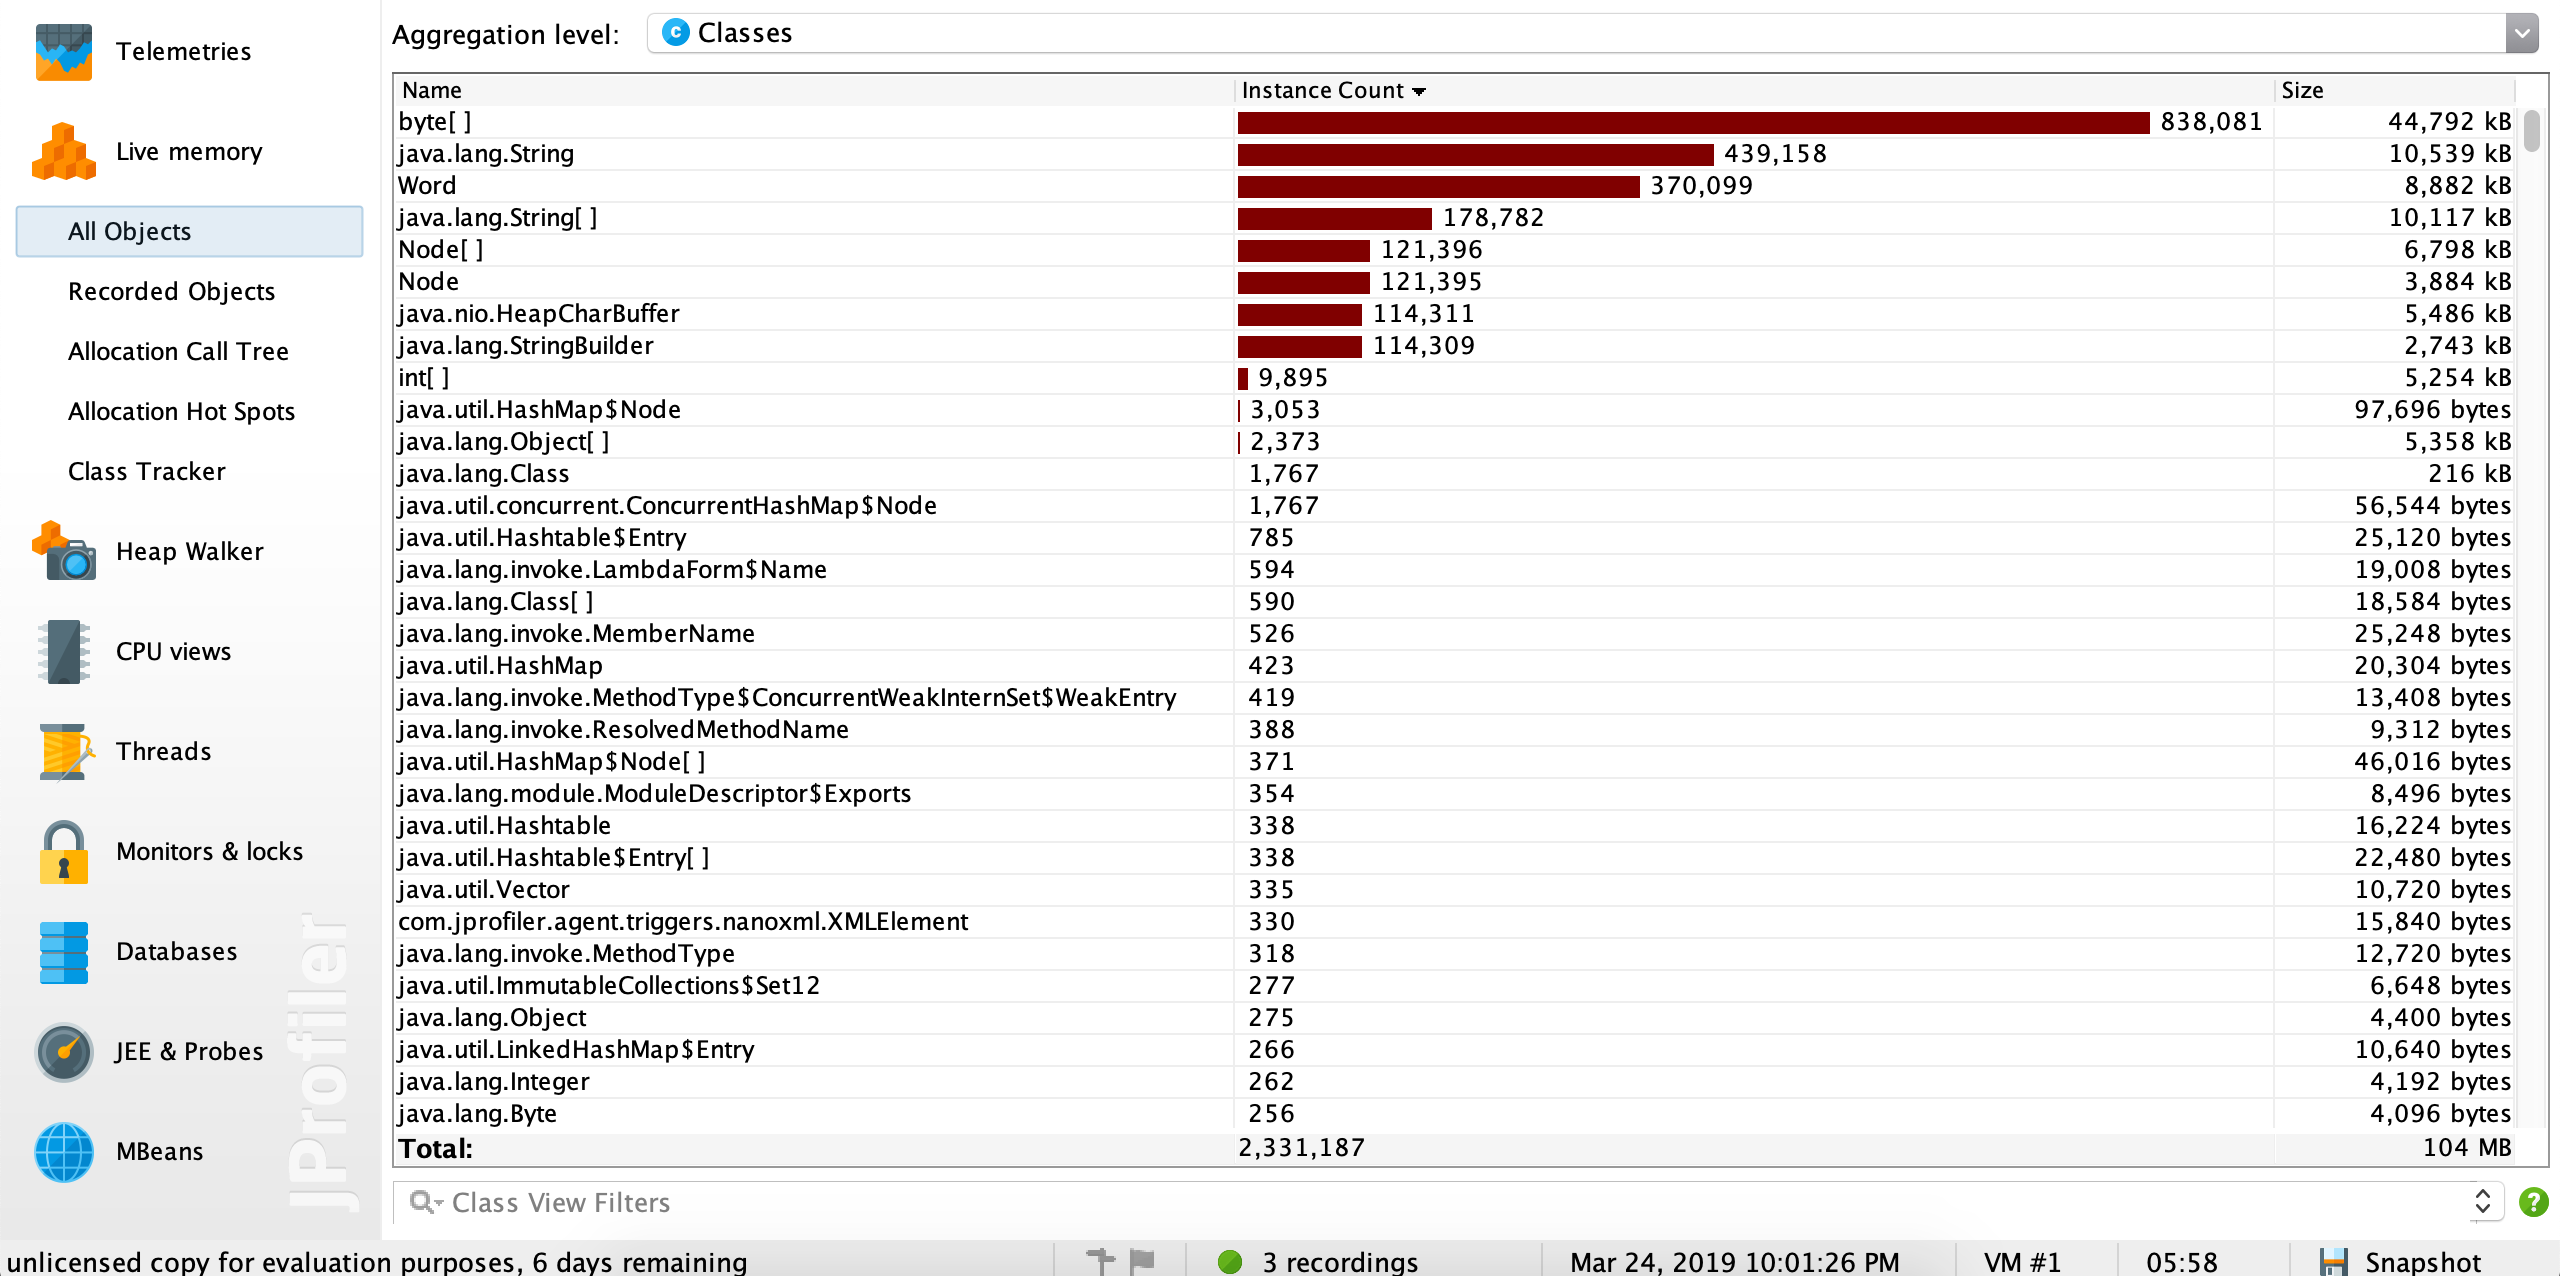 Telemetries
Live memory
All Objects
Recorded Objects
Allocation Call Tree
Allocation Hot Spots
Class Tracker
Heap Walker
CPU views
Threads
Monitors & locks
Databases
JEE & Probes
MBeans
JProfiler
Aggregation level: c Classes
Name Instance Count Size
byte[ ] 838,081 44,792 kB
java.lang.String 439,158 10,539 kB
Word 370,099 8,882 kB
java.lang.String[ ] 178,782 10,117 kB
Node[ ] 121,396 6,798 kB
Node 121,395 3,884 kB
java.nio.HeapCharBuffer 114,311 5,486 kB
java.lang.StringBuilder 114,309 2,743 kB
int[ ] 9,895 5,254 kB
java.util.HashMap$Node 3,053 97,696 bytes
java.lang.Object[ ] 2,373 5,358 kB
java.lang.Class 1,767 216 kB
java.util.concurrent.ConcurrentHashMap$Node 1,767 56,544 bytes
java.util.Hashtable$Entry 785 25,120 bytes
java.lang.invoke.LambdaForm$Name 594 19,008 bytes
java.lang.Class[ ] 590 18,584 bytes
java.lang.invoke.MemberName 526 25,248 bytes
java.util.HashMap 423 20,304 bytes
java.lang.invoke.MethodType$ConcurrentWeakInternSet$WeakEntry 419 13,408 bytes
java.lang.invoke.ResolvedMethodName 388 9,312 bytes
java.util.HashMap$Node[ ] 371 46,016 bytes
java.lang.module.ModuleDescriptor$Exports 354 8,496 bytes
java.util.Hashtable 338 16,224 bytes
java.util.Hashtable$Entry[ ] 338 22,480 bytes
java.util.Vector 335 10,720 bytes
com.jprofiler.agent.triggers.nanoxml.XMLElement 330 15,840 bytes
java.lang.invoke.MethodType 318 12,720 bytes
java.util.ImmutableCollections$Set12 277 6,648 bytes
java.lang.Object 275 4,400 bytes
java.util.LinkedHashMap$Entry 266 10,640 bytes
java.lang.Integer 262 4,192 bytes
java.lang.Byte 256 4,096 bytes
Total: 2,331,187 104 MB
Class View Filters ?
unlicensed copy for evaluation purposes, 6 days remaining 3 recordings Mar 24, 2019 10:01:26 PM VM #1 05:58 Snapshot